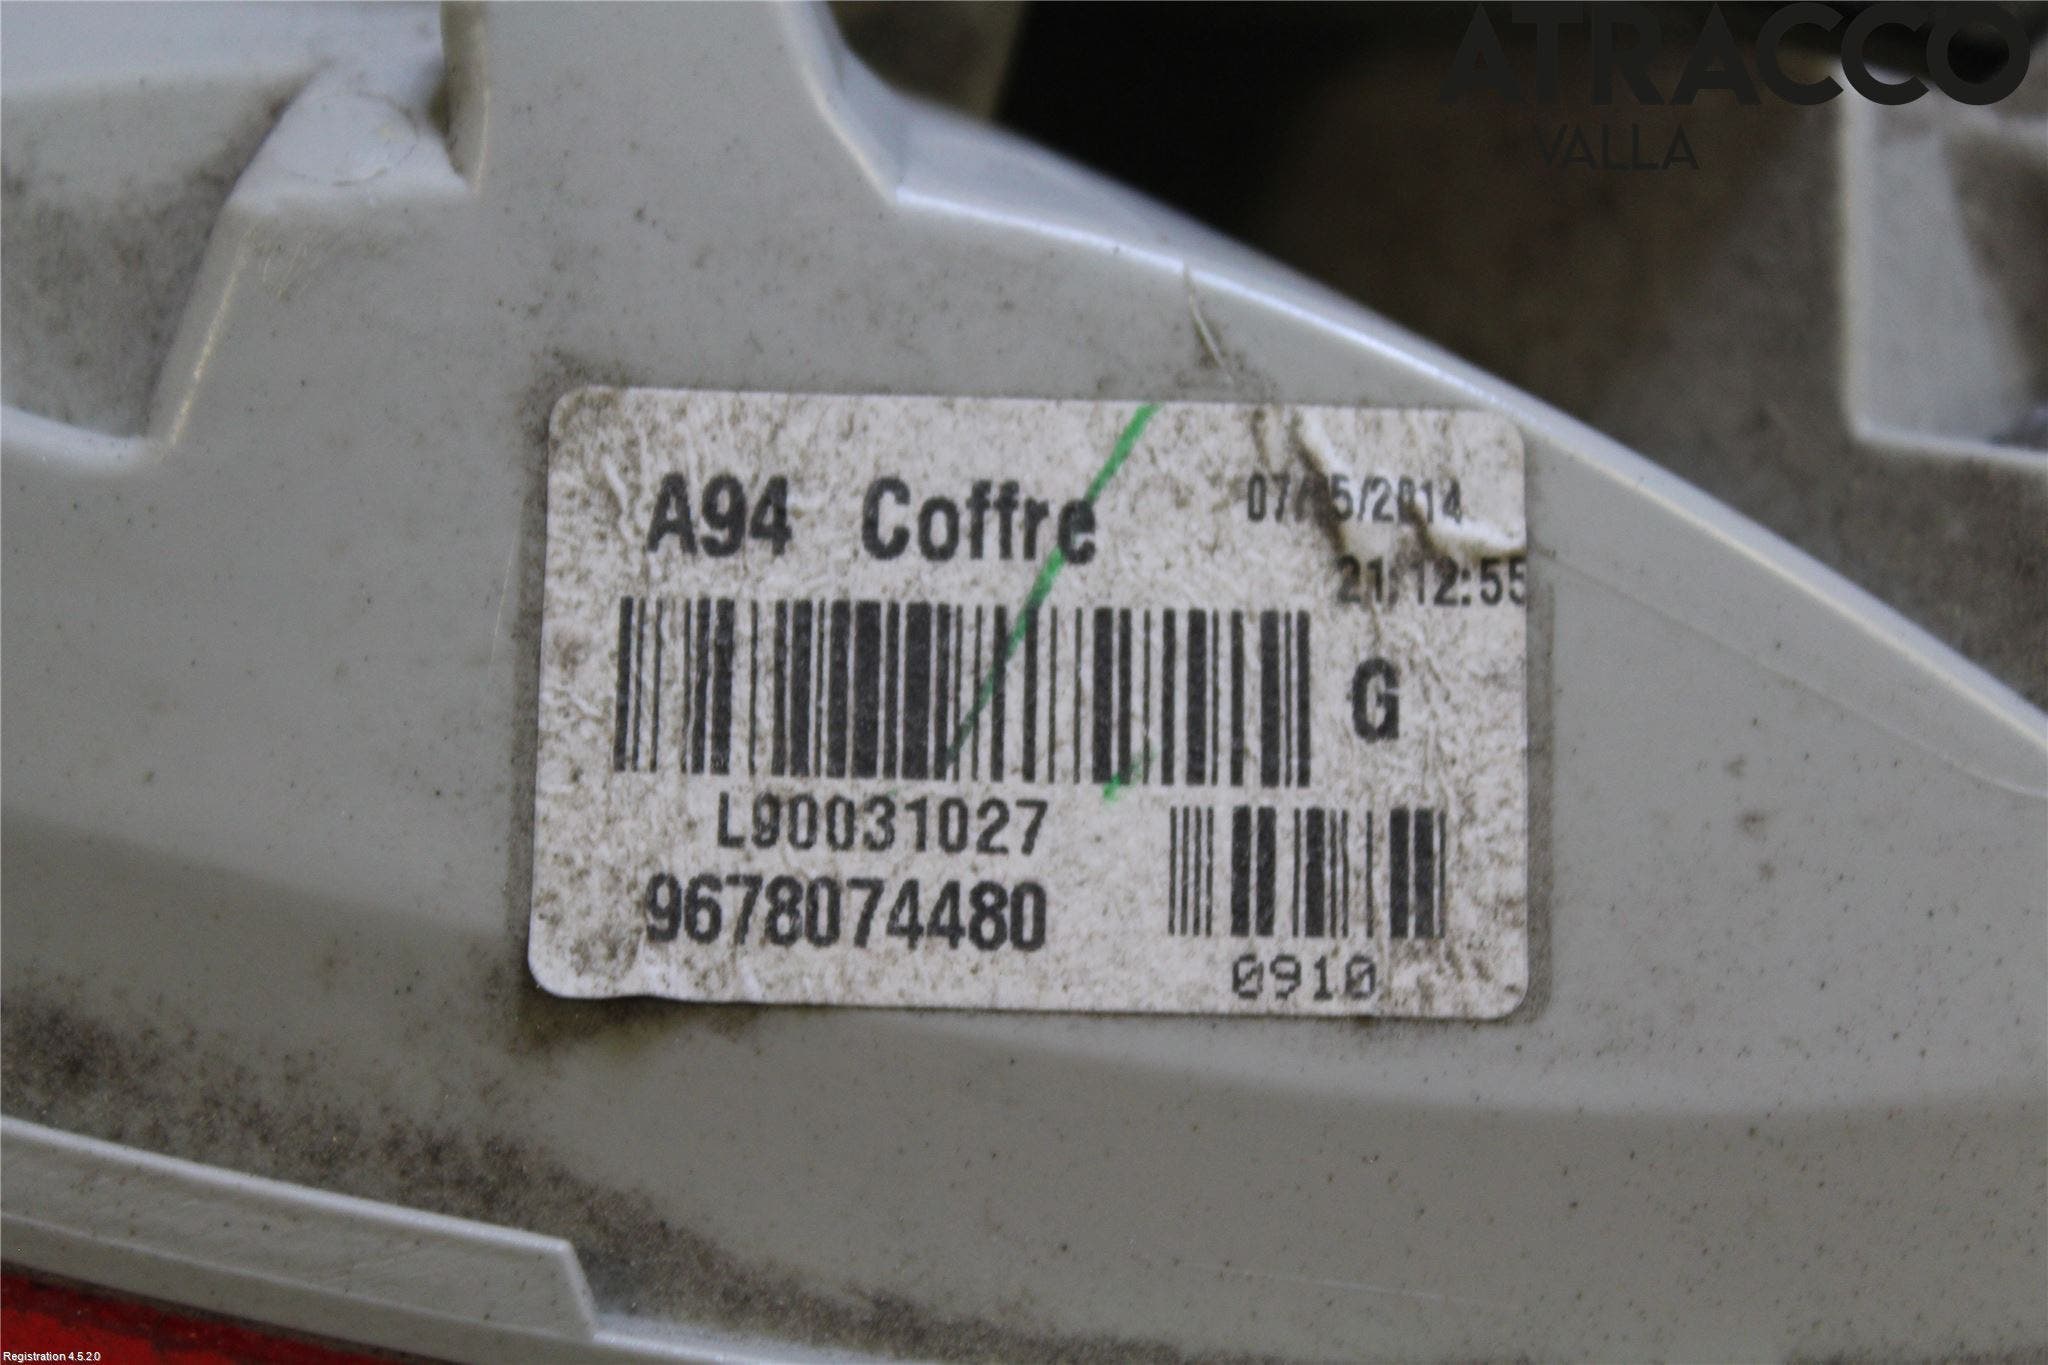 ATRACCO
VALLA
A94 Coffre
21:12:55
G
L90031027
9678074480
0910
Registration 4.5.2.0